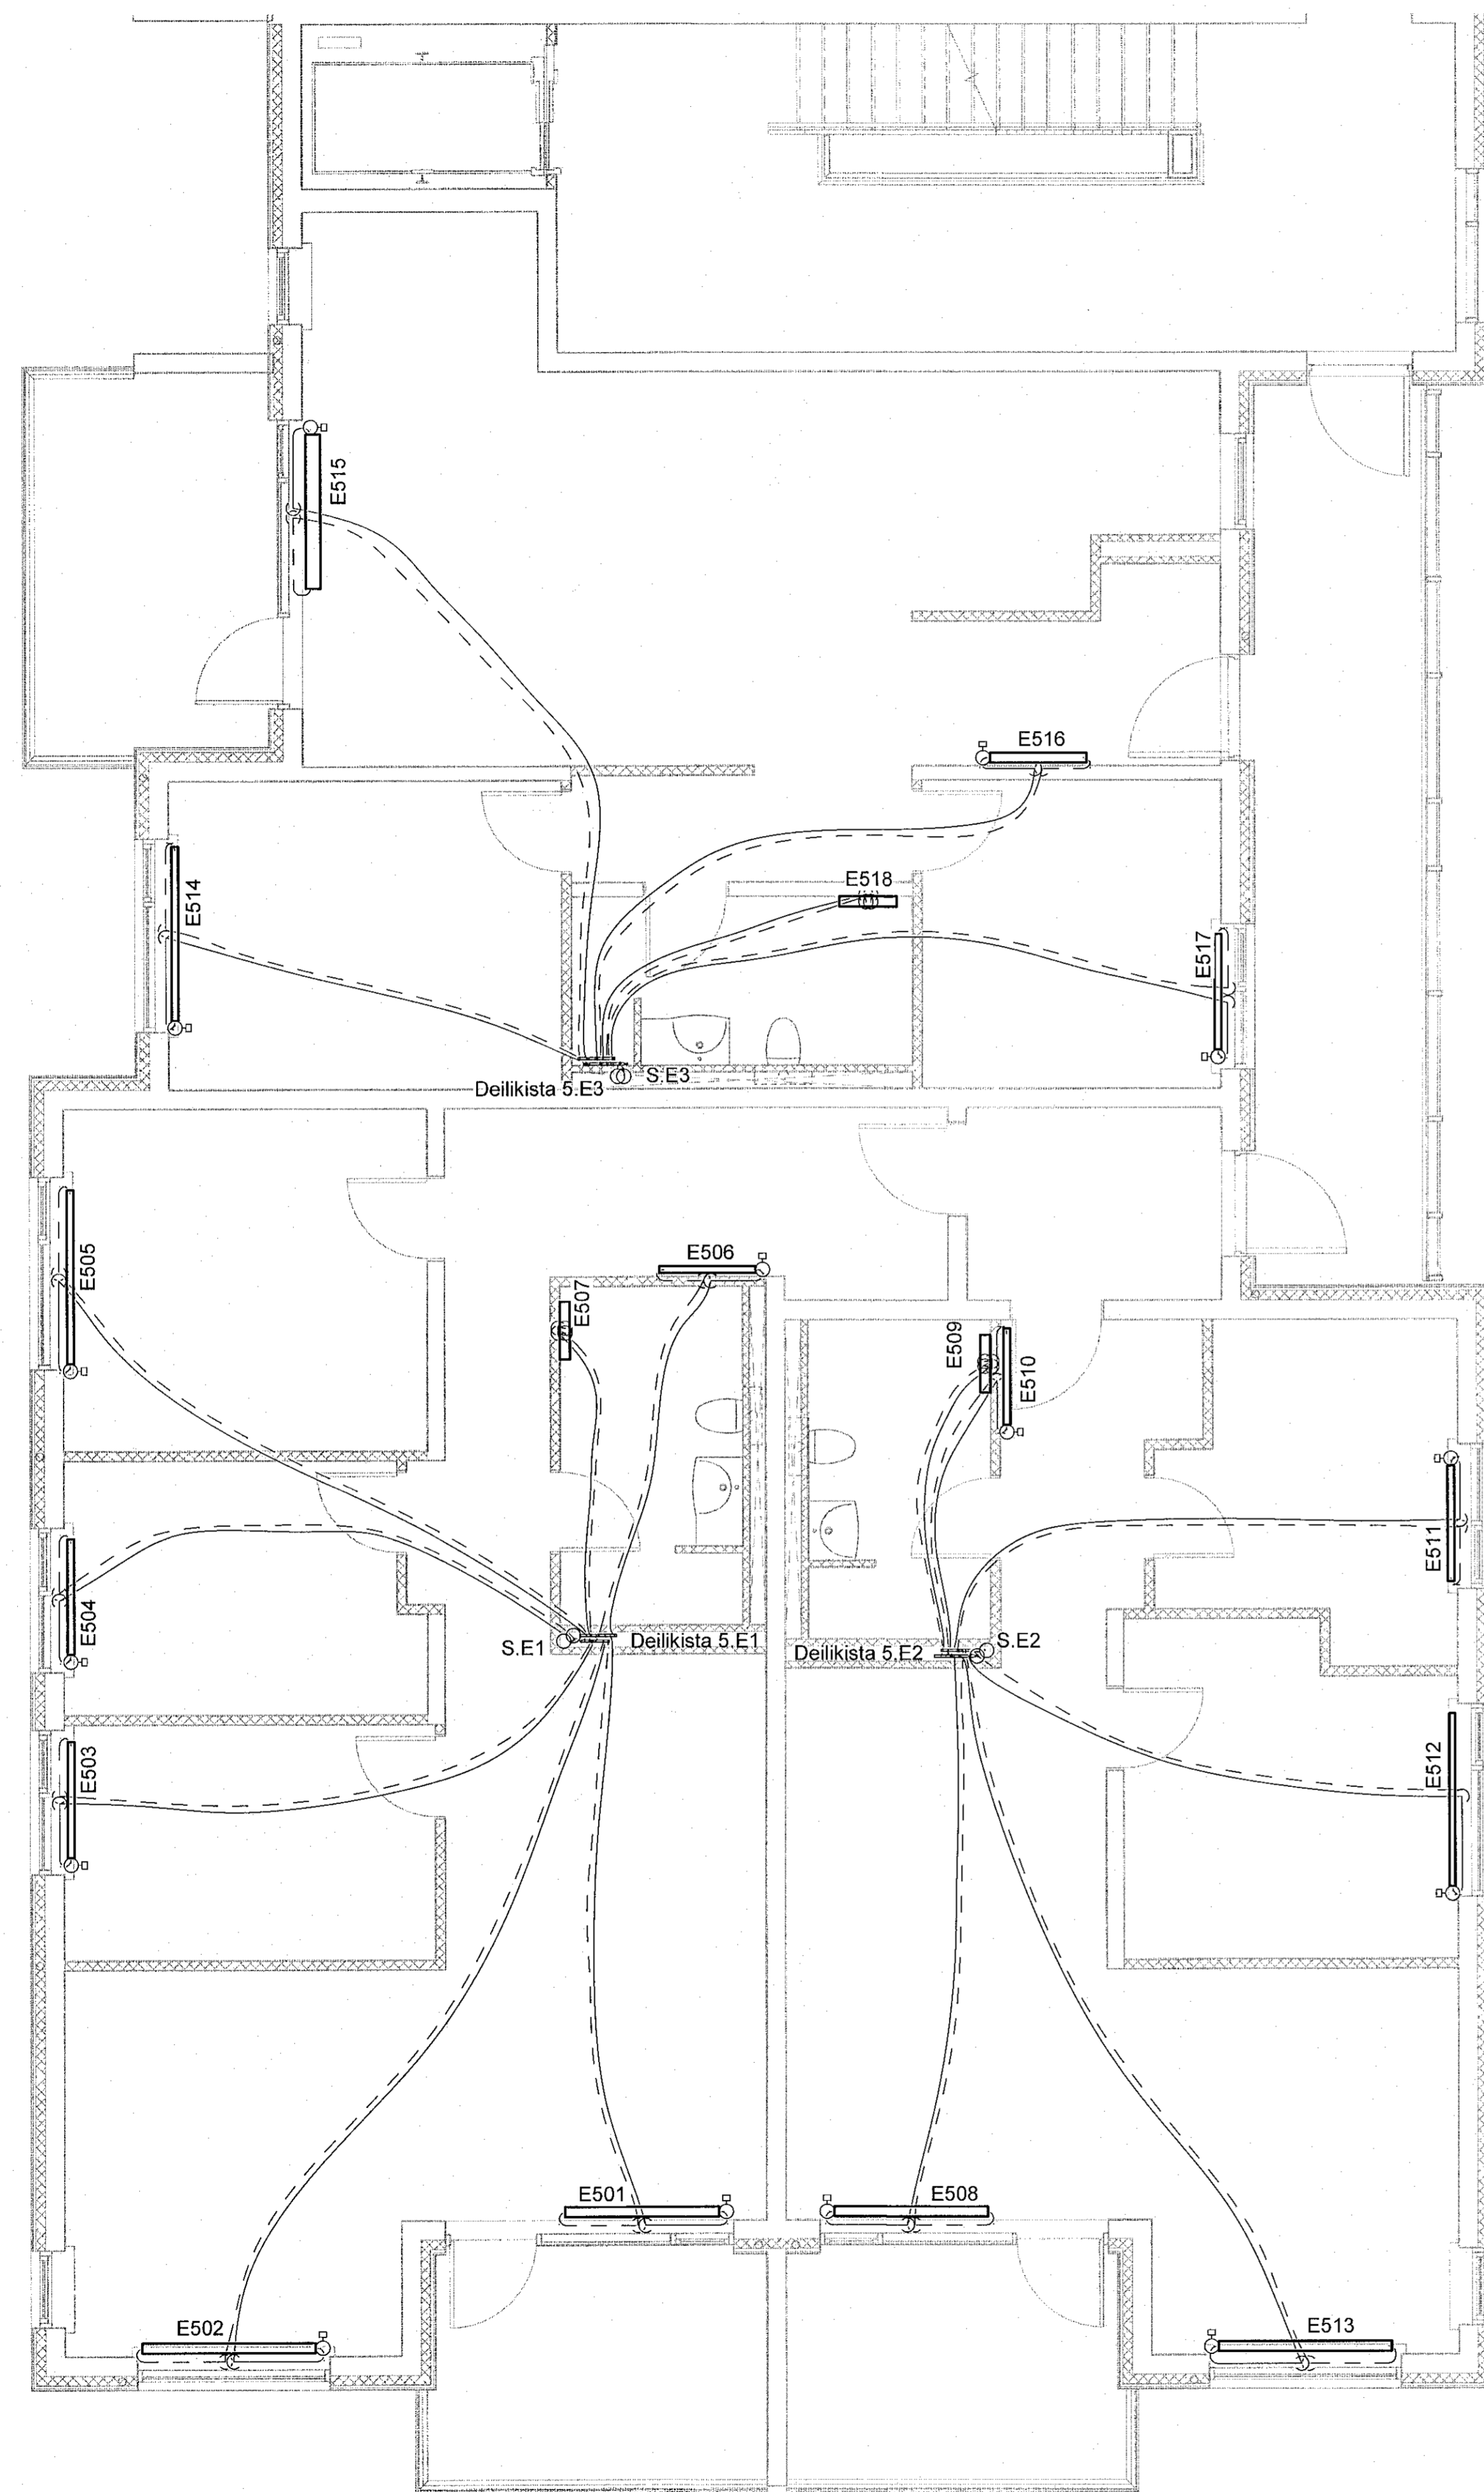 E515
E516
E518
E514
E517
S.E3
Deilikista 5.E3
E505
E506
E507
E509
E510
E511
E504
S.E1
Deilikista 5.E1
S.E2
Deilikista 5.E2
E503
E512
E501
E508
E502
E513